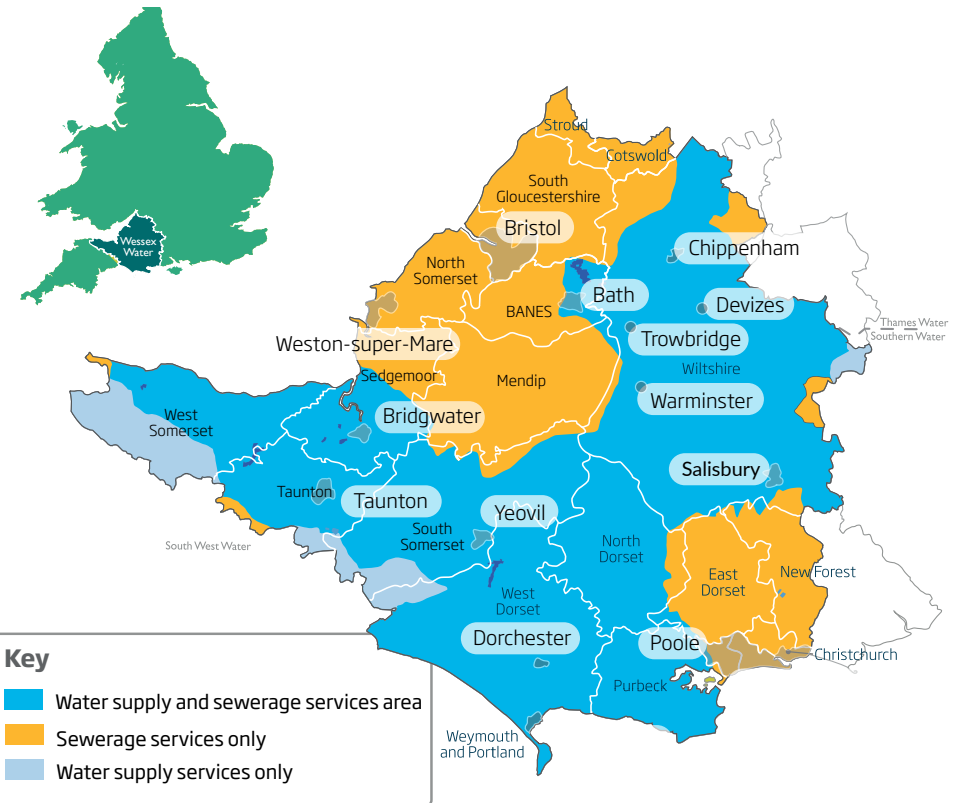 Wessex
Water
Stroud
Cotswold
South
Gloucestershire
Bristol
Chippenham
North
Somerset
Bath
BANES
Devizes
Thames Water
Southern Water
Trowbridge
Weston-super-Mare
Wiltshire
Sedgemoor
Mendip
Warminster
West
Somerset
Bridgwater
Salisbury
Taunton
Taunton
Yeovil
South
Somerset
South West Water
North
Dorset
East
Dorset
New Forest
West
Dorset
Dorchester
Poole
Christchurch
Purbeck
Weymouth
and Portland
Key
Water supply and sewerage services area
Sewerage services only
Water supply services only